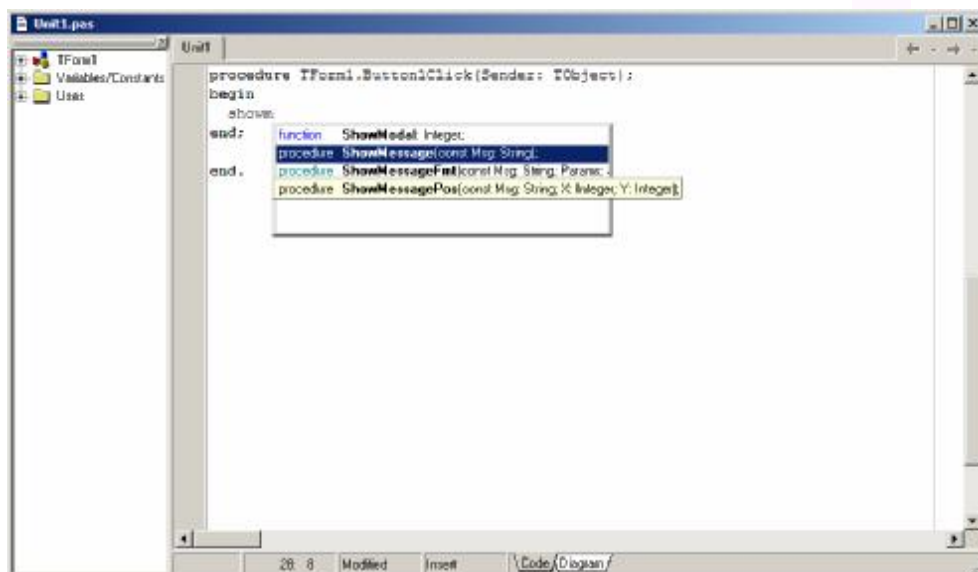 Unit1.pas
TForm1
Variables/Constants
Uses
Unit1
procedure TForm1.Button1Click(Sender: TObject);
begin
showm
end;
function ShowModal: Integer;
procedure ShowMessage(const Msg: String);
end.
procedure ShowMessageFmt(const Msg: String; Params:
procedure ShowMessagePos(const Msg: String; X: Integer; Y: Integer);
28: 8
Modified
Insert
Code
Diagram